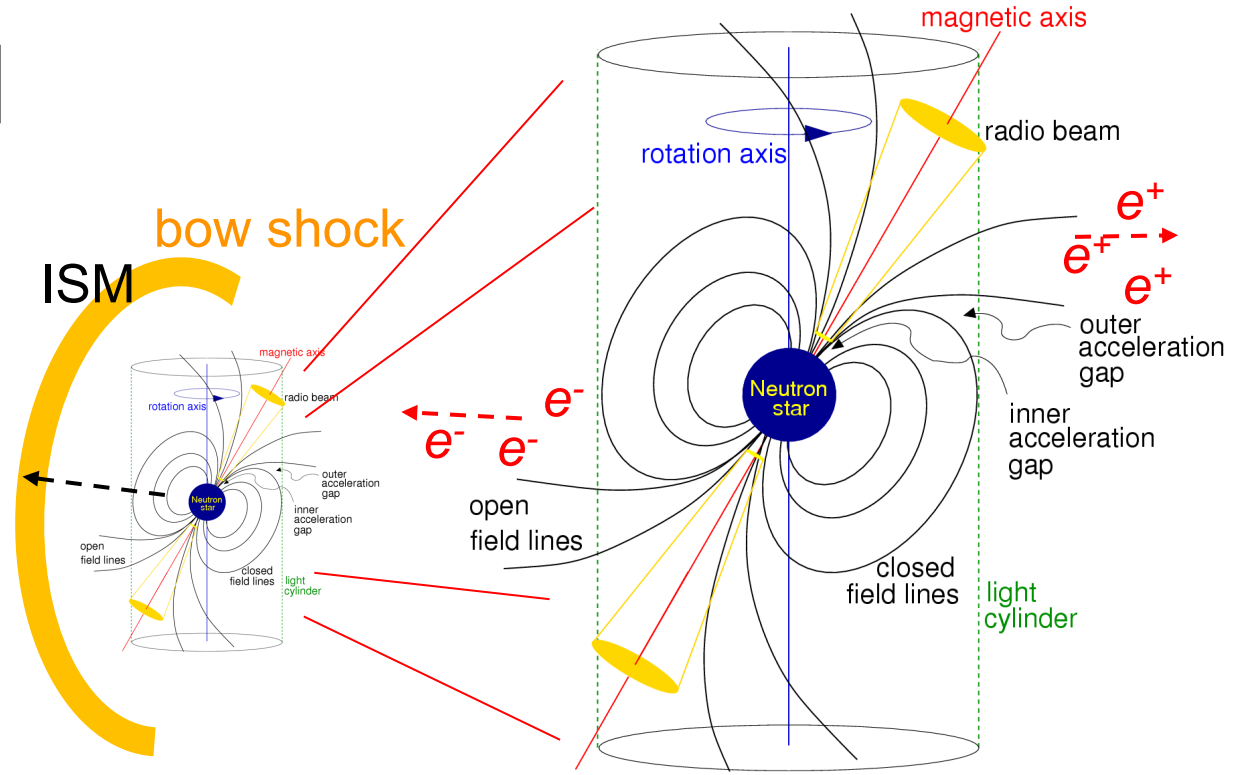 bow shock
ISM
magnetic axis
rotation axis
radio beam
Neutron
star
outer
acceleration
gap
inner
acceleration
gap
open
field lines
closed
field lines
light
cylinder
magnetic axis
rotation axis
radio beam
Neutron
star
e+
e+
e+
outer
acceleration
gap
inner
acceleration
gap
e-
e- e-
open
field lines
closed
field lines
light
cylinder